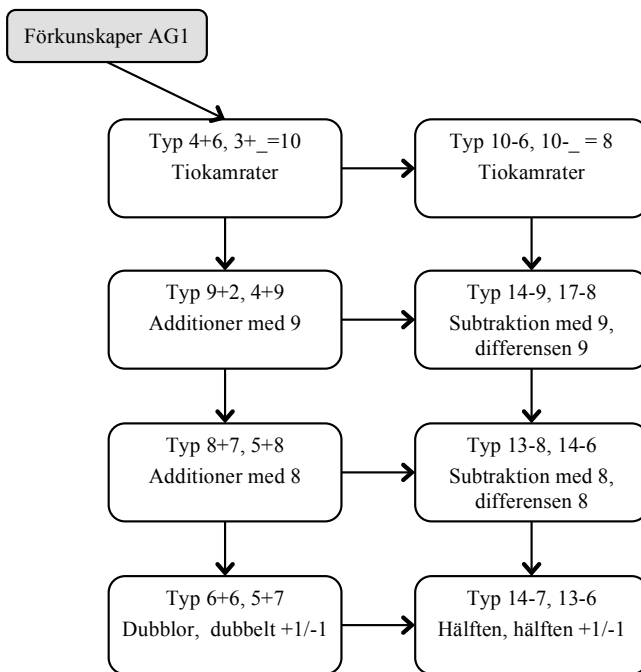 Förkunskaper AG1
Typ 4+6, 3+_=10
Tiokamrater
Typ 10-6, 10-_ = 8
Tiokamrater
Typ 9+2, 4+9
Additioner med 9
Typ 14-9, 17-8
Subtraktion med 9,
differensen 9
Typ 8+7, 5+8
Additioner med 8
Typ 13-8, 14-6
Subtraktion med 8,
differensen 8
Typ 6+6, 5+7
Dubblor, dubbelt +1/-1
Typ 14-7, 13-6
Hälften, hälften +1/-1